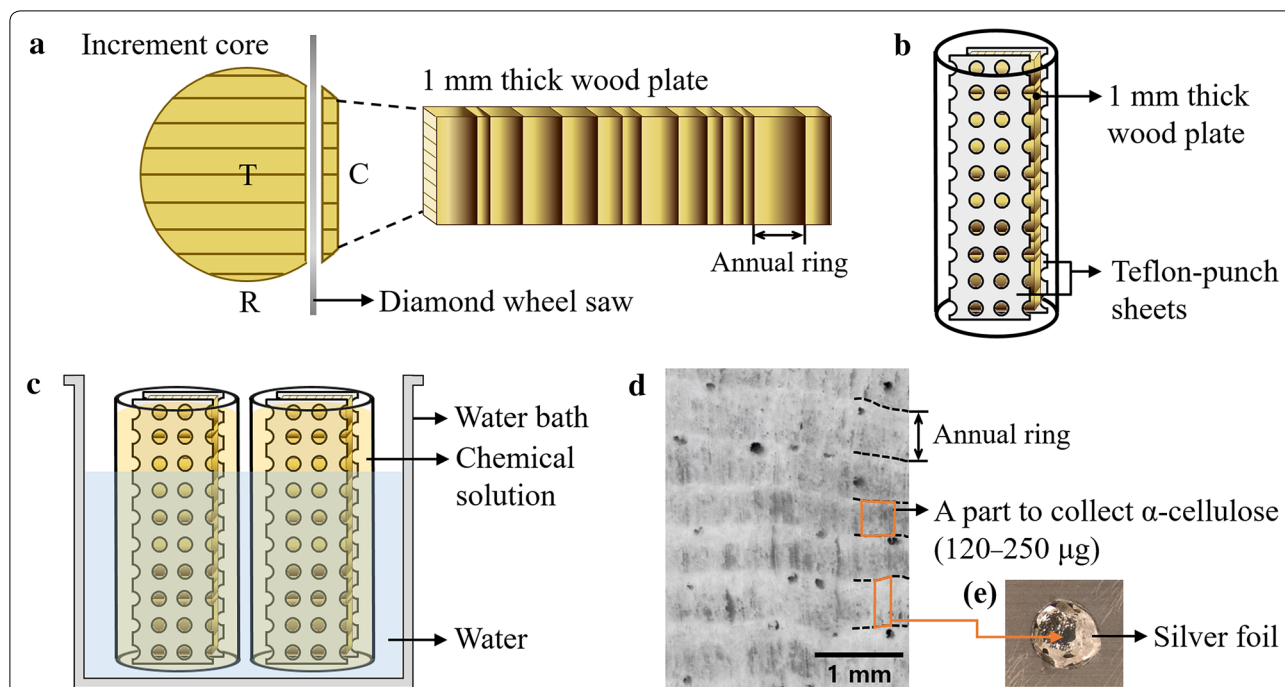 a
Increment core
1 mm thick wood plate
T
C
R
Annual ring
Diamond wheel saw
b
1 mm thick
wood plate
Teflon-punch
sheets
c
Water bath
Chemical
solution
Water
d
Annual ring
A part to collect α-cellulose
(120–250 μg)
1 mm
(e)
Silver foil